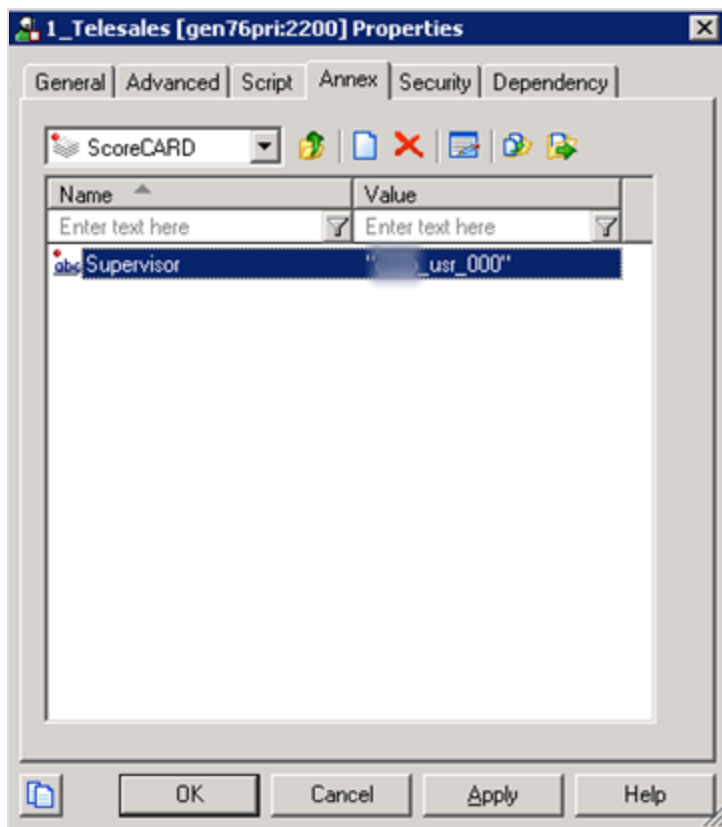 1_Telesales [gen76pri:2200] Properties
General Advanced Script Annex Security Dependency
ScoreCARD
Name Value
Enter text here Enter text here
abc Supervisor "_usr_000"
OK Cancel Apply Help